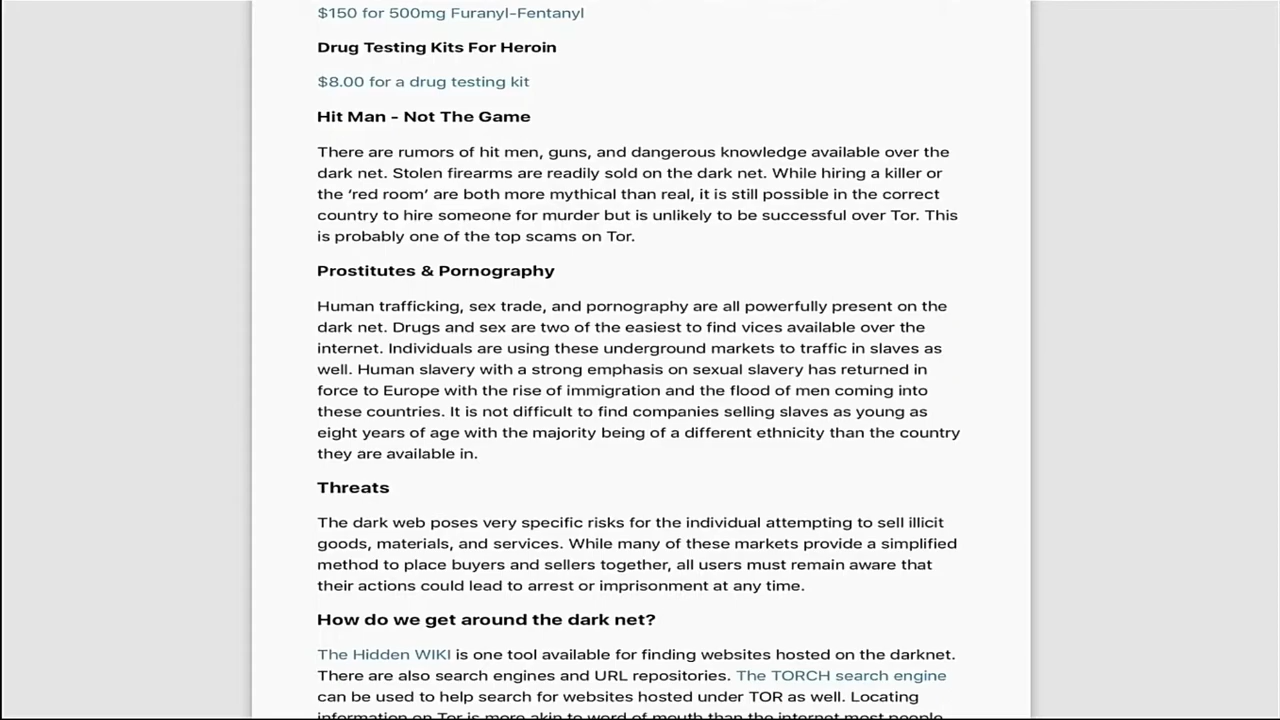 $150 for 500mg Furanyl-Fentanyl
Drug Testing Kits For Heroin
$8.00 for a drug testing kit
Hit Man - Not The Game
There are rumors of hit men, guns, and dangerous knowledge available over the
dark net. Stolen firearms are readily sold on the dark net. While hiring a killer or
the ‘red room’ are both more mythical than real, it is still possible in the correct
country to hire someone for murder but is unlikely to be successful over Tor. This
is probably one of the top scams on Tor.
Prostitutes & Pornography
Human trafficking, sex trade, and pornography are all powerfully present on the
dark net. Drugs and sex are two of the easiest to find vices available over the
internet. Individuals are using these underground markets to traffic in slaves as
well. Human slavery with a strong emphasis on sexual slavery has returned in
force to Europe with the rise of immigration and the flood of men coming into
these countries. It is not difficult to find companies selling slaves as young as
eight years of age with the majority being of a different ethnicity than the country
they are available in.
Threats
The dark web poses very specific risks for the individual attempting to sell illicit
goods, materials, and services. While many of these markets provide a simplified
method to place buyers and sellers together, all users must remain aware that
their actions could lead to arrest or imprisonment at any time.
How do we get around the dark net?
The Hidden WIKI is one tool available for finding websites hosted on the darknet.
There are also search engines and URL repositories. The TORCH search engine
can be used to help search for websites hosted under TOR as well. Locating
information on Tor is more akin to word of mouth than the internet most people